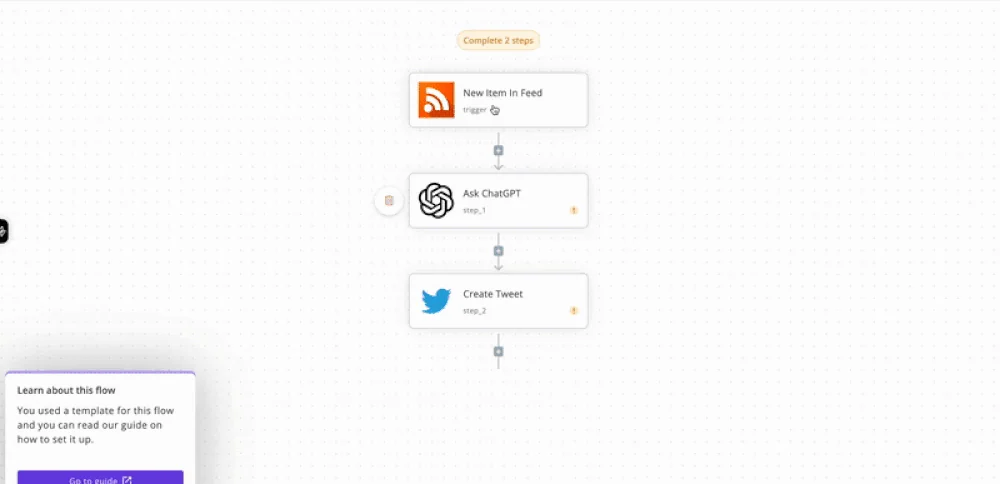 Complete 2 steps
New Item In Feed
trigger
Ask ChatGPT
step_1
Create Tweet
step_2
Learn about this flow
You used a template for this flow
and you can read our guide on
how to set it up.
Go to guide